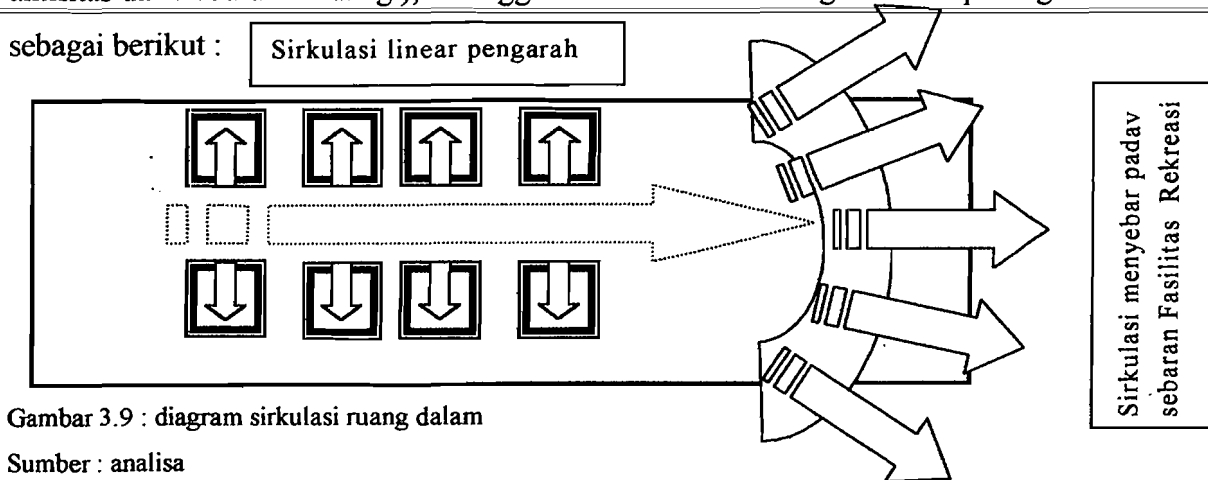 sebagai berikut :
Sirkulasi linear pengarah
Sirkulasi menyebar padav
sebaran Fasilitas Rekreasi
Gambar 3.9 : diagram sirkulasi ruang dalam
Sumber : analisa